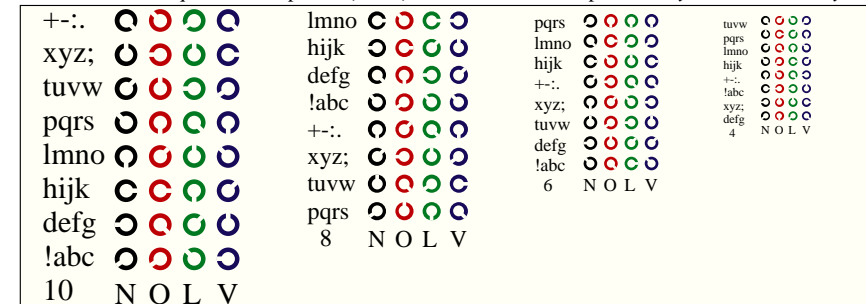 +-:.
xyz;
tuvw
pqrs
lmno
hijk
defg
!abc
10 N O L V
lmno
hijk
defg
!abc
+-:.
xyz;
tuvw
pqrs
8 N O L V
pqrs
lmno
hijk
+-:.
xyz;
tuvw
defg
!abc
6 N O L V
tuvw
pqrs
lmno
hijk
+-:.
!abc
xyz;
defg
4 N O L V